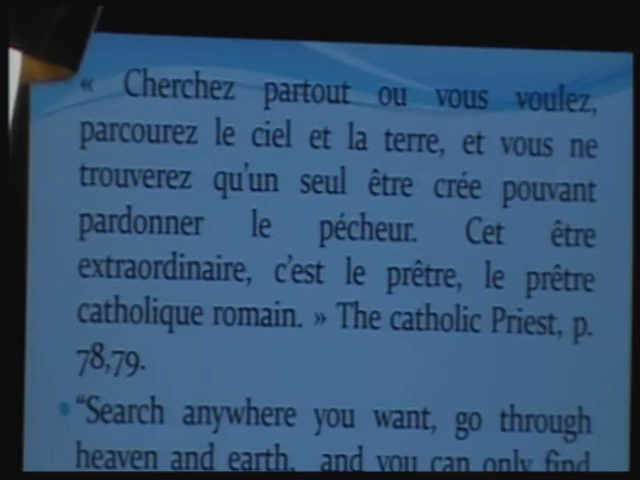 « Cherchez partout ou vous voulez,
parcourez le ciel et la terre, et vous ne
trouverez qu'un seul être crée pouvant
pardonner le pécheur. Cet être
extraordinaire, c'est le prêtre, le prêtre
catholique romain. » The catholic Priest, p.
78,79.
• “Search anywhere you want, go through
heaven and earth, and you can only find